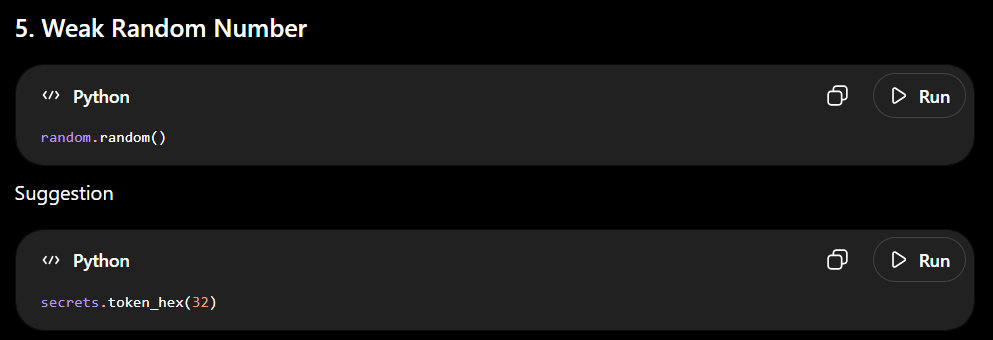 5. Weak Random Number
Python
Run
random.random()
Suggestion
Python
Run
secrets.token_hex(32)